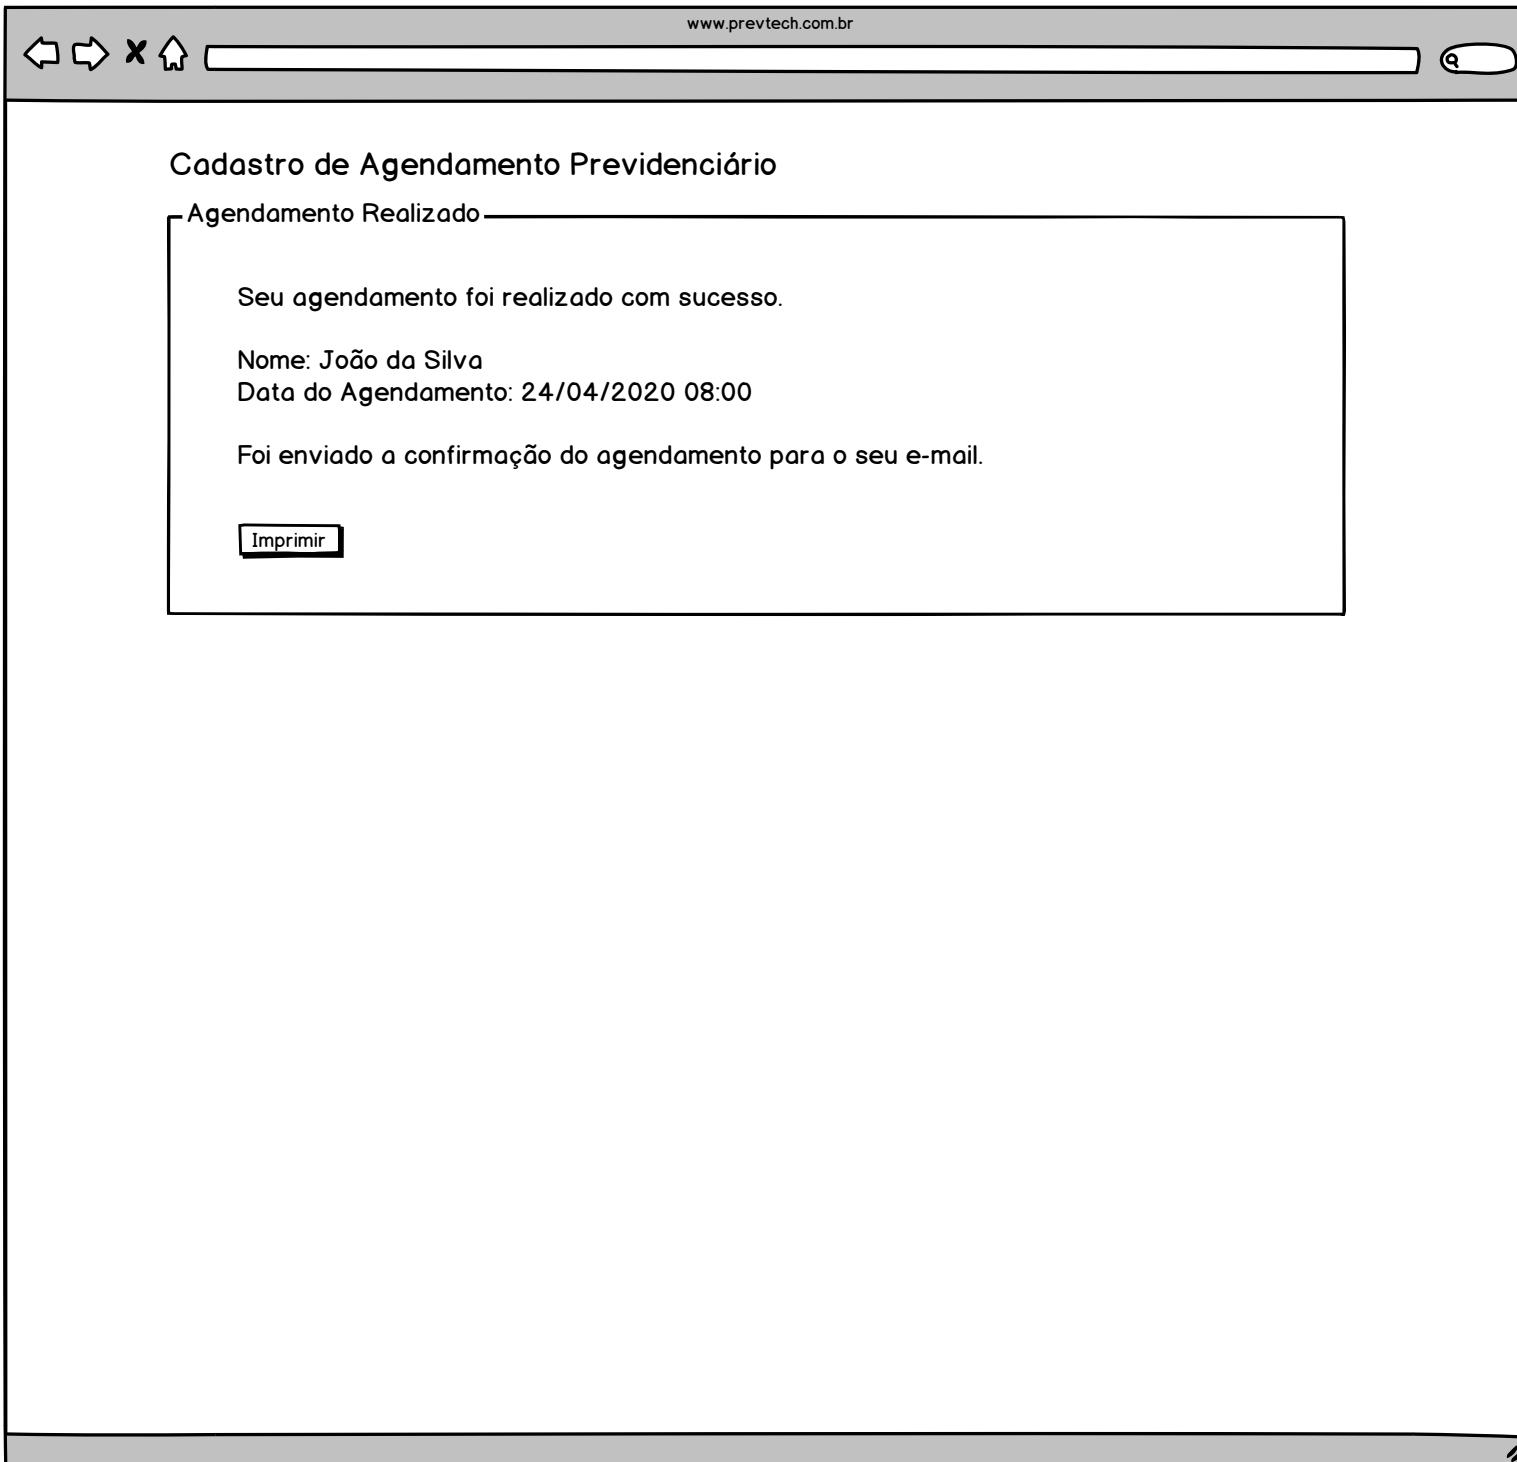 www.prevtech.com.br
Cadastro de Agendamento Previdenciário
Agendamento Realizado
Seu agendamento foi realizado com sucesso.
Nome: João da Silva
Data do Agendamento: 24/04/2020 08:00
Foi enviado a confirmação do agendamento para o seu e-mail.
Imprimir